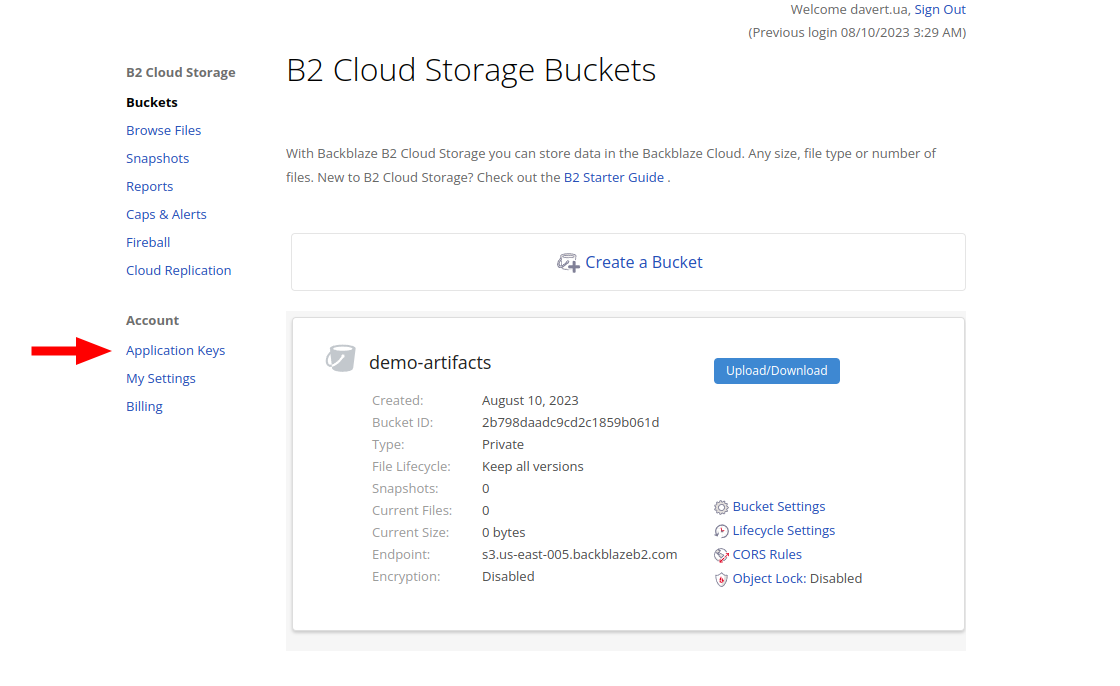 Welcome davert.ua, Sign Out
(Previous login 08/10/2023 3:29 AM)
B2 Cloud Storage
Buckets
Browse Files
Snapshots
Reports
Caps & Alerts
Fireball
Cloud Replication
Account
Application Keys
My Settings
Billing
B2 Cloud Storage Buckets
With Backblaze B2 Cloud Storage you can store data in the Backblaze Cloud. Any size, file type or number of
files. New to B2 Cloud Storage? Check out the B2 Starter Guide .
Create a Bucket
demo-artifacts
Upload/Download
Created: August 10, 2023
Bucket ID: 2b798daadc9cd2c1859b061d
Type: Private
File Lifecycle: Keep all versions
Snapshots: 0
Current Files: 0
Current Size: 0 bytes
Endpoint: s3.us-east-005.backblazeb2.com
Encryption: Disabled
Bucket Settings
Lifecycle Settings
CORS Rules
Object Lock: Disabled